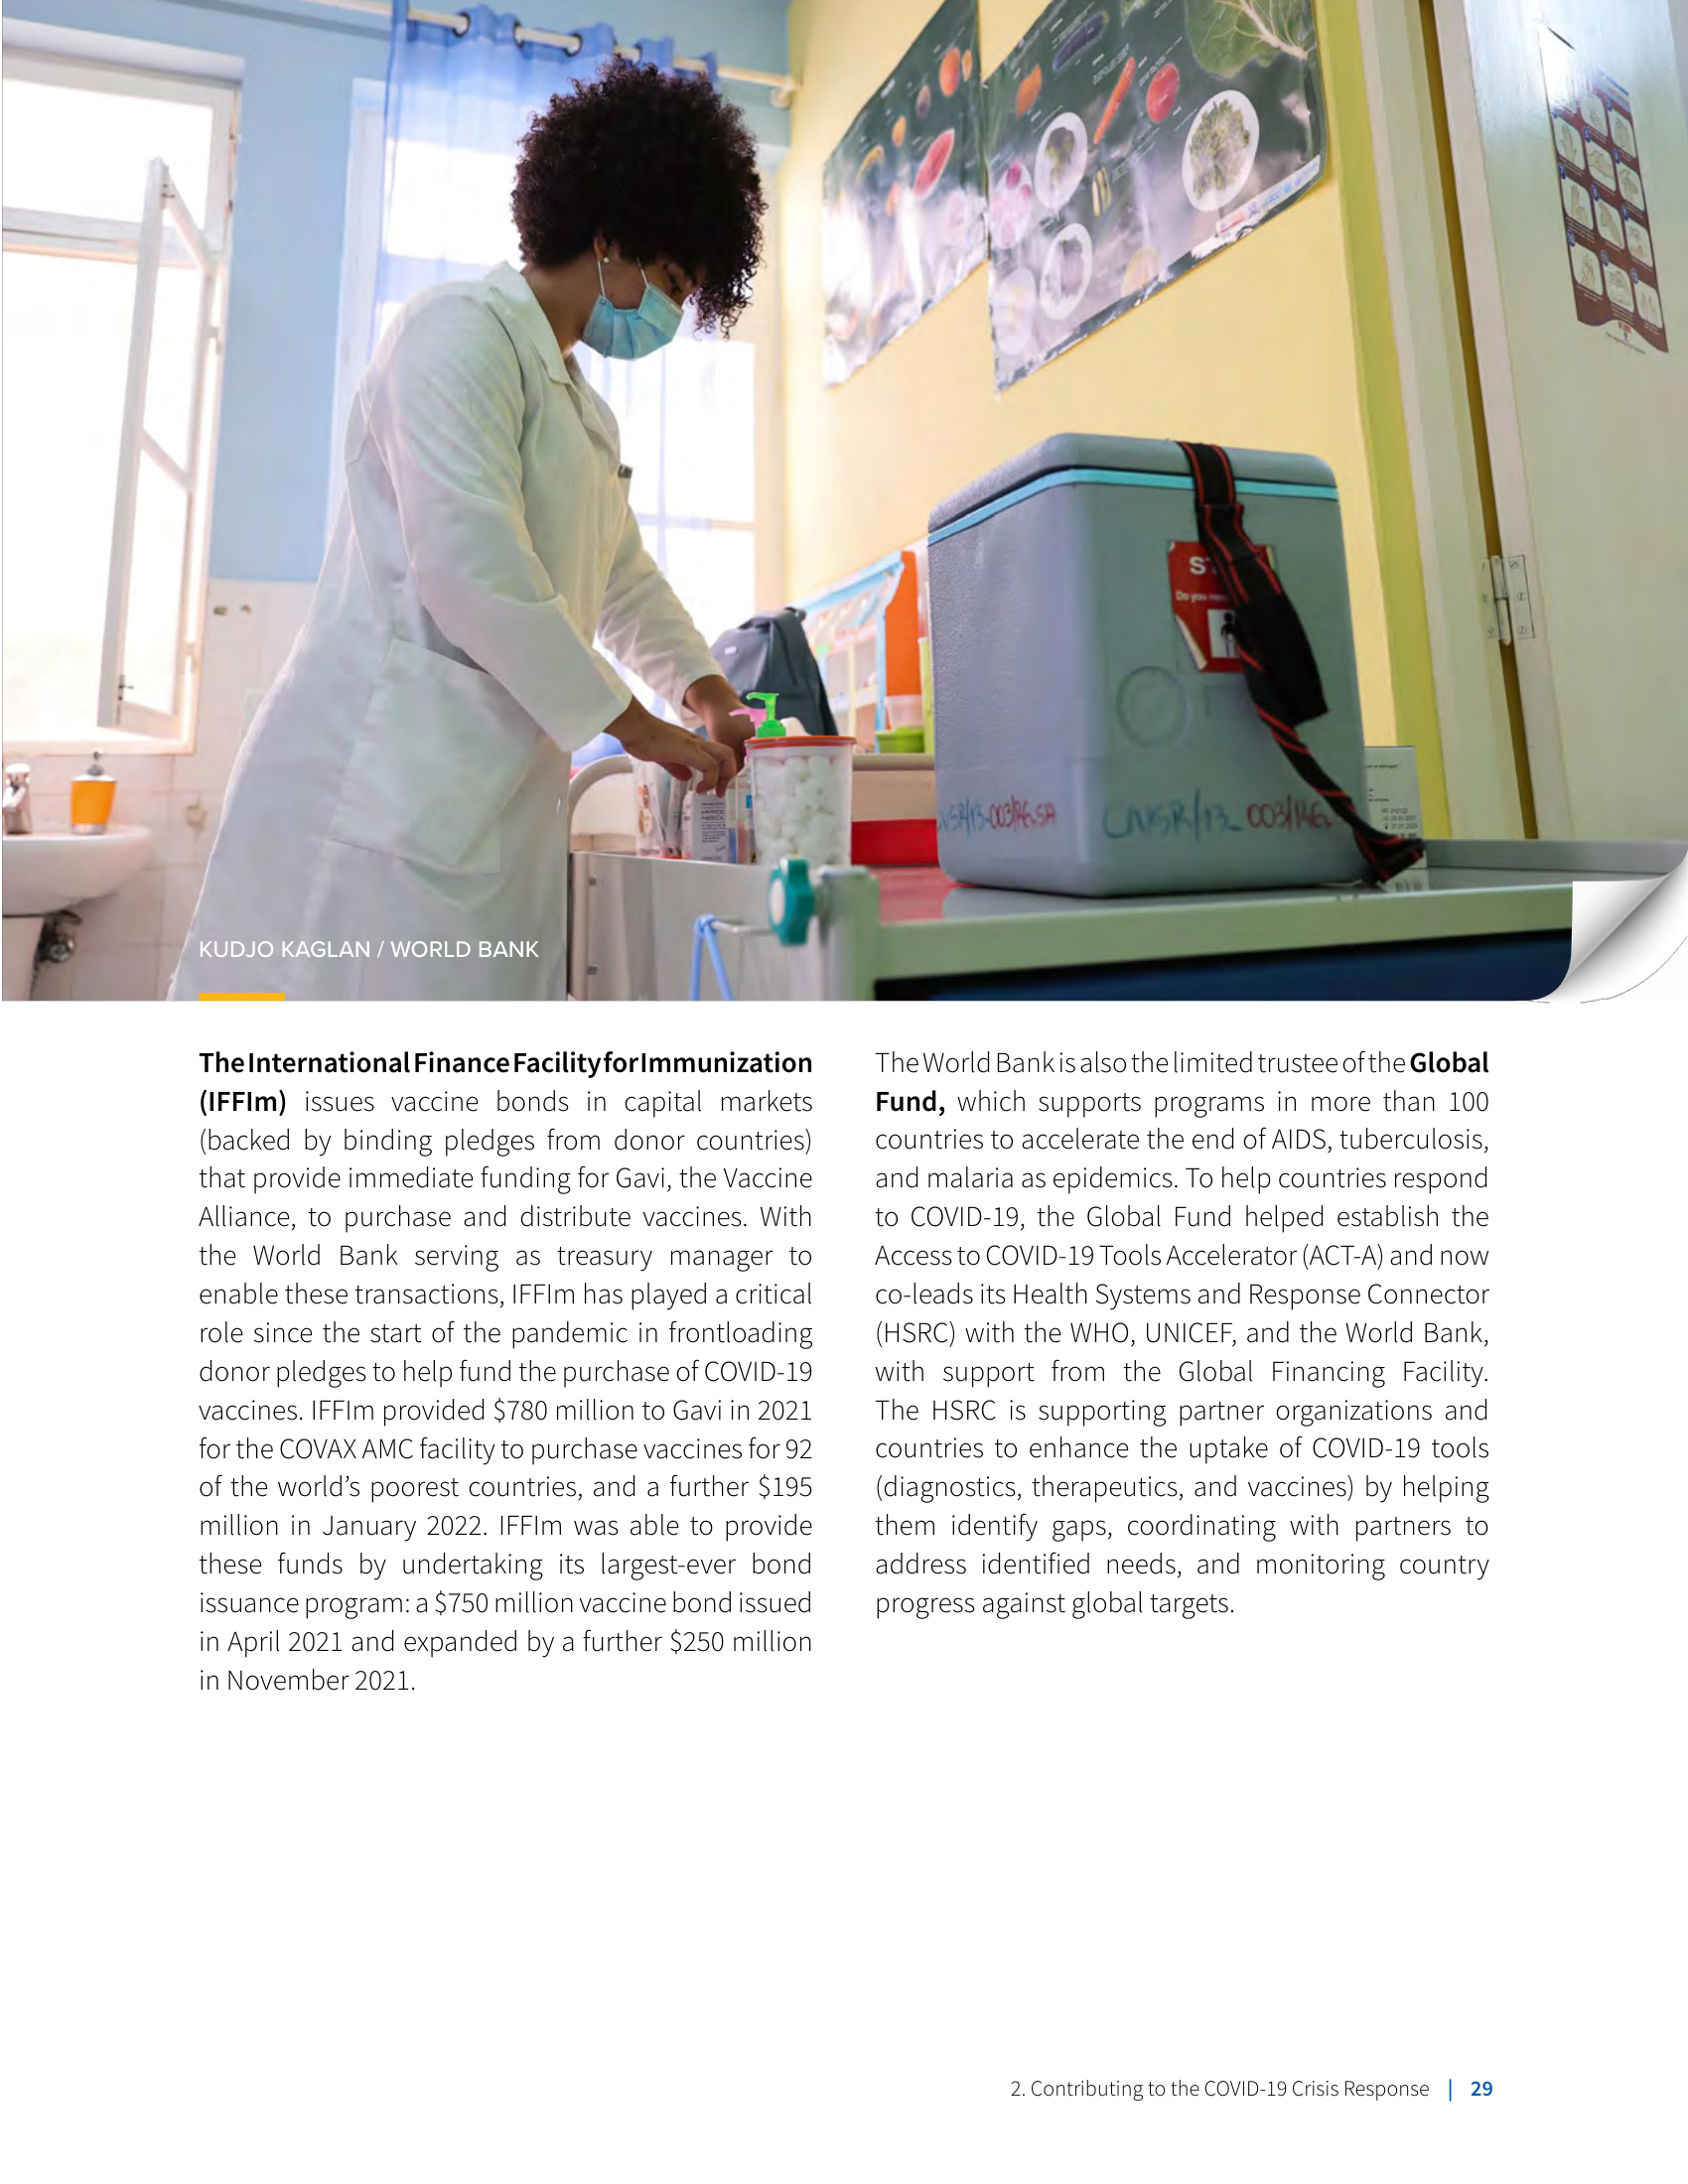 ST
Do you nee
CNSR/13
003/
KUDJO KAGLAN / WORLD BANK
The International Finance Facility for Immunization
(IFFIm) issues vaccine bonds in capital markets
(backed by binding pledges from donor countries)
that provide immediate funding for Gavi, the Vaccine
Alliance, to purchase and distribute vaccines. With
the World Bank serving as treasury manager to
enable these transactions, IFFIm has played a critical
role since the start of the pandemic in frontloading
donor pledges to help fund the purchase of COVID-19
vaccines. IFFIm provided $780 million to Gavi in 2021
for the COVAX AMC facility to purchase vaccines for 92
of the world’s poorest countries, and a further $195
million in January 2022. IFFIm was able to provide
these funds by undertaking its largest-ever bond
issuance program: a $750 million vaccine bond issued
in April 2021 and expanded by a further $250 million
in November 2021.
The World Bank is also the limited trustee of the Global
Fund, which supports programs in more than 100
countries to accelerate the end of AIDS, tuberculosis,
and malaria as epidemics. To help countries respond
to COVID-19, the Global Fund helped establish the
Access to COVID-19 Tools Accelerator (ACT-A) and now
co-leads its Health Systems and Response Connector
(HSRC) with the WHO, UNICEF, and the World Bank,
with support from the Global Financing Facility.
The HSRC is supporting partner organizations and
countries to enhance the uptake of COVID-19 tools
(diagnostics, therapeutics, and vaccines) by helping
them identify gaps, coordinating with partners to
address identified needs, and monitoring country
progress against global targets.
2. Contributing to the COVID-19 Crisis Response | 29